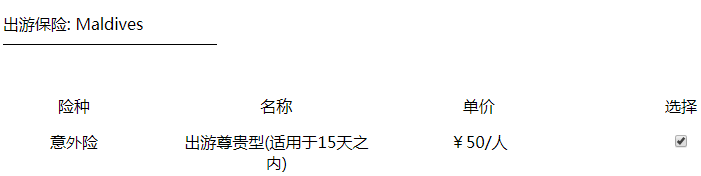 出游保险: Maldives
险种 名称 单价 选择
意外险 出游尊贵型(适用于15天之 ￥50/人
内)